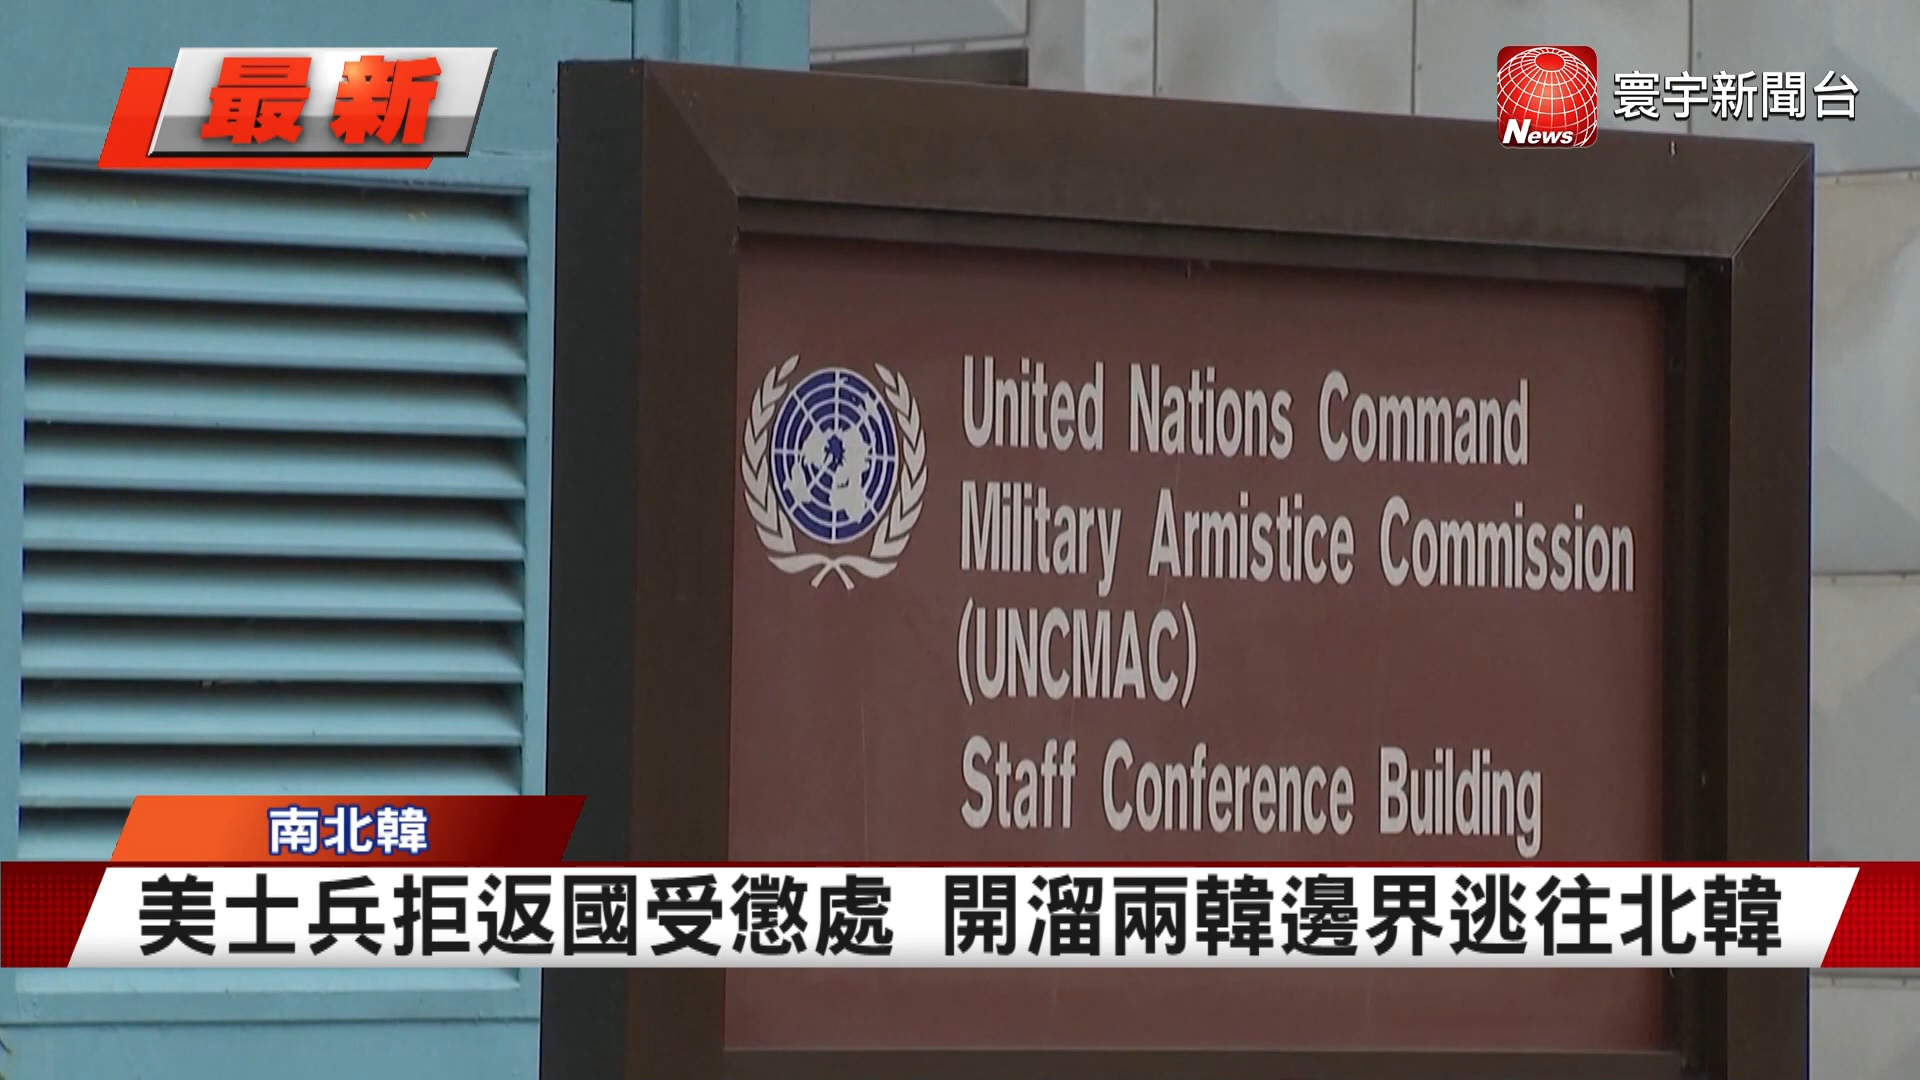 最新
News
寰宇新聞台
United Nations Command
Military Armistice Commission
(UNCMAC)
Staff Conference Building
南北韓
美士兵拒返國受懲處 開溜兩韓邊界逃往北韓